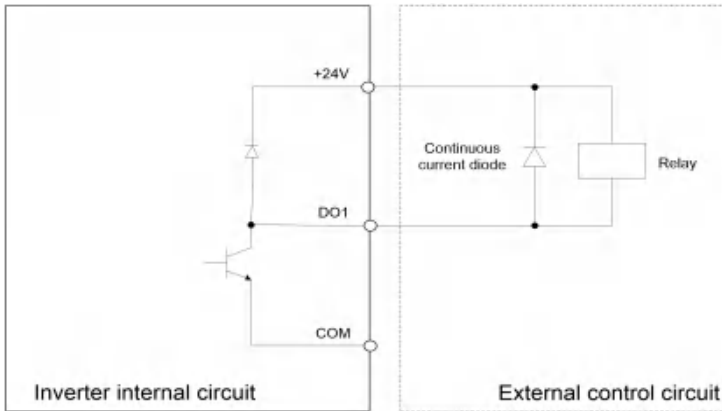 +24V
Continuous
current diode
Relay
DO1
COM
Inverter internal circuit
External control circuit